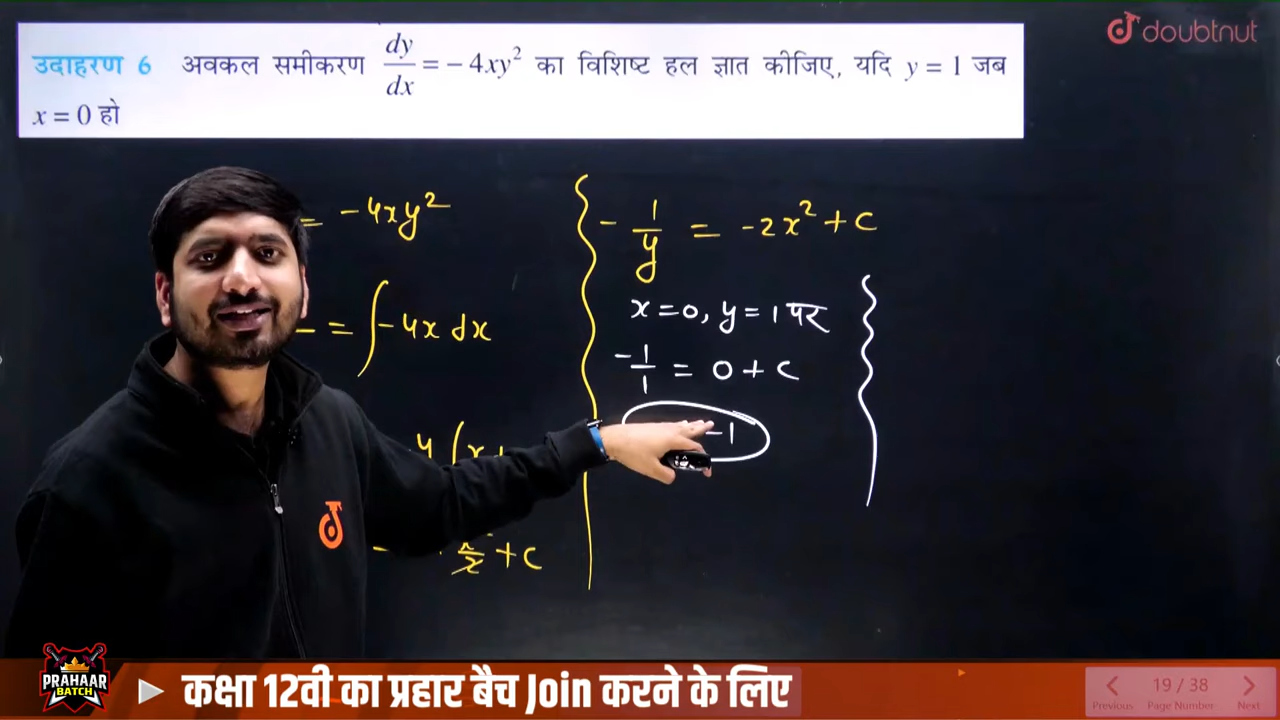 doubtnut
उदाहरण 6 अवकल समीकरण dy/dx = – 4xy² का विशिष्ट हल ज्ञात कीजिए, यदि y = 1 जब
x = 0 हो
= -4xy²
= ∫-4x dx
+ c
- 1/y = -2x² + c
x=0, y=1 पर
-1/1 = 0 + c
-1
PRAHAAR
BATCH
कक्षा 12वी का प्रहार बैच Join करने के लिए
19 / 38
Previous Page Number Next